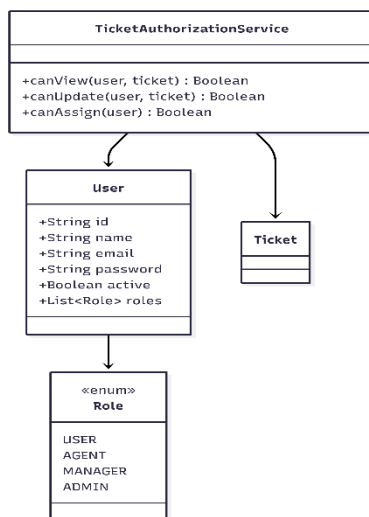 TicketAuthorizationService
+canView(user, ticket) : Boolean
+canUpdate(user, ticket) : Boolean
+canAssign(user) : Boolean
User
+String id
+String name
+String email
+String password
+Boolean active
+List<Role> roles
Ticket
«enum»
Role
USER
AGENT
MANAGER
ADMIN